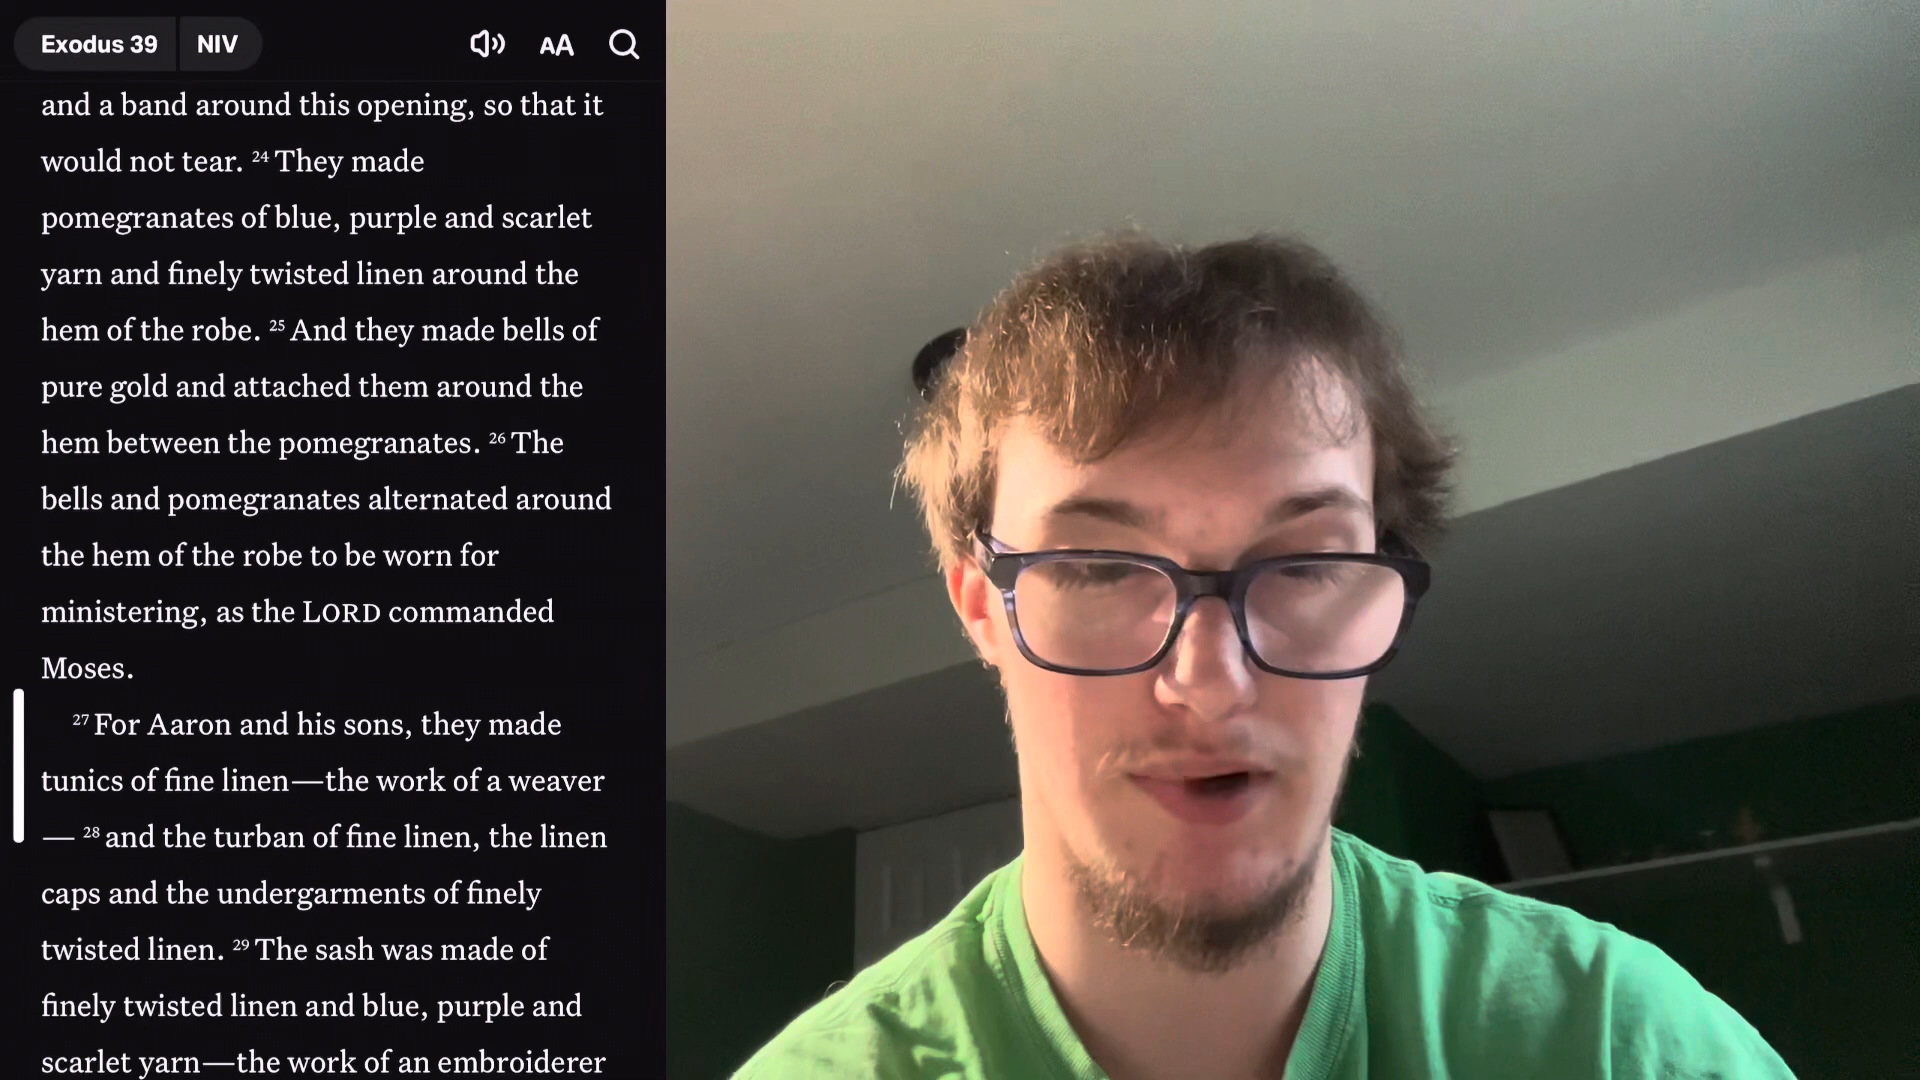 Exodus 39 NIV AA
and a band around this opening, so that it
would not tear. 24 They made
pomegranates of blue, purple and scarlet
yarn and finely twisted linen around the
hem of the robe. 25 And they made bells of
pure gold and attached them around the
hem between the pomegranates. 26 The
bells and pomegranates alternated around
the hem of the robe to be worn for
ministering, as the LORD commanded
Moses.
27 For Aaron and his sons, they made
tunics of fine linen—the work of a weaver
— 28 and the turban of fine linen, the linen
caps and the undergarments of finely
twisted linen. 29 The sash was made of
finely twisted linen and blue, purple and
scarlet yarn—the work of an embroiderer